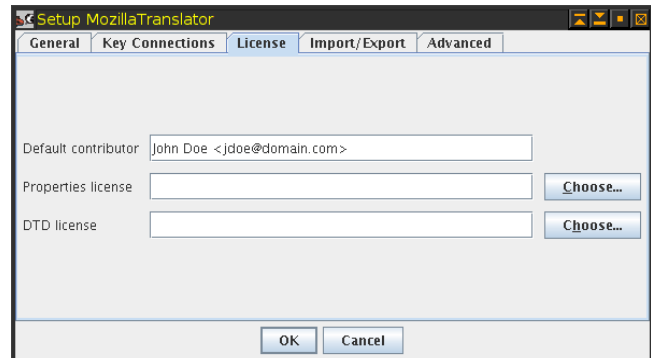 Setup MozillaTranslator
General Key Connections License Import/Export Advanced
Default contributor John Doe <jdoe@domain.com>
Properties license Choose...
DTD license Choose...
OK Cancel